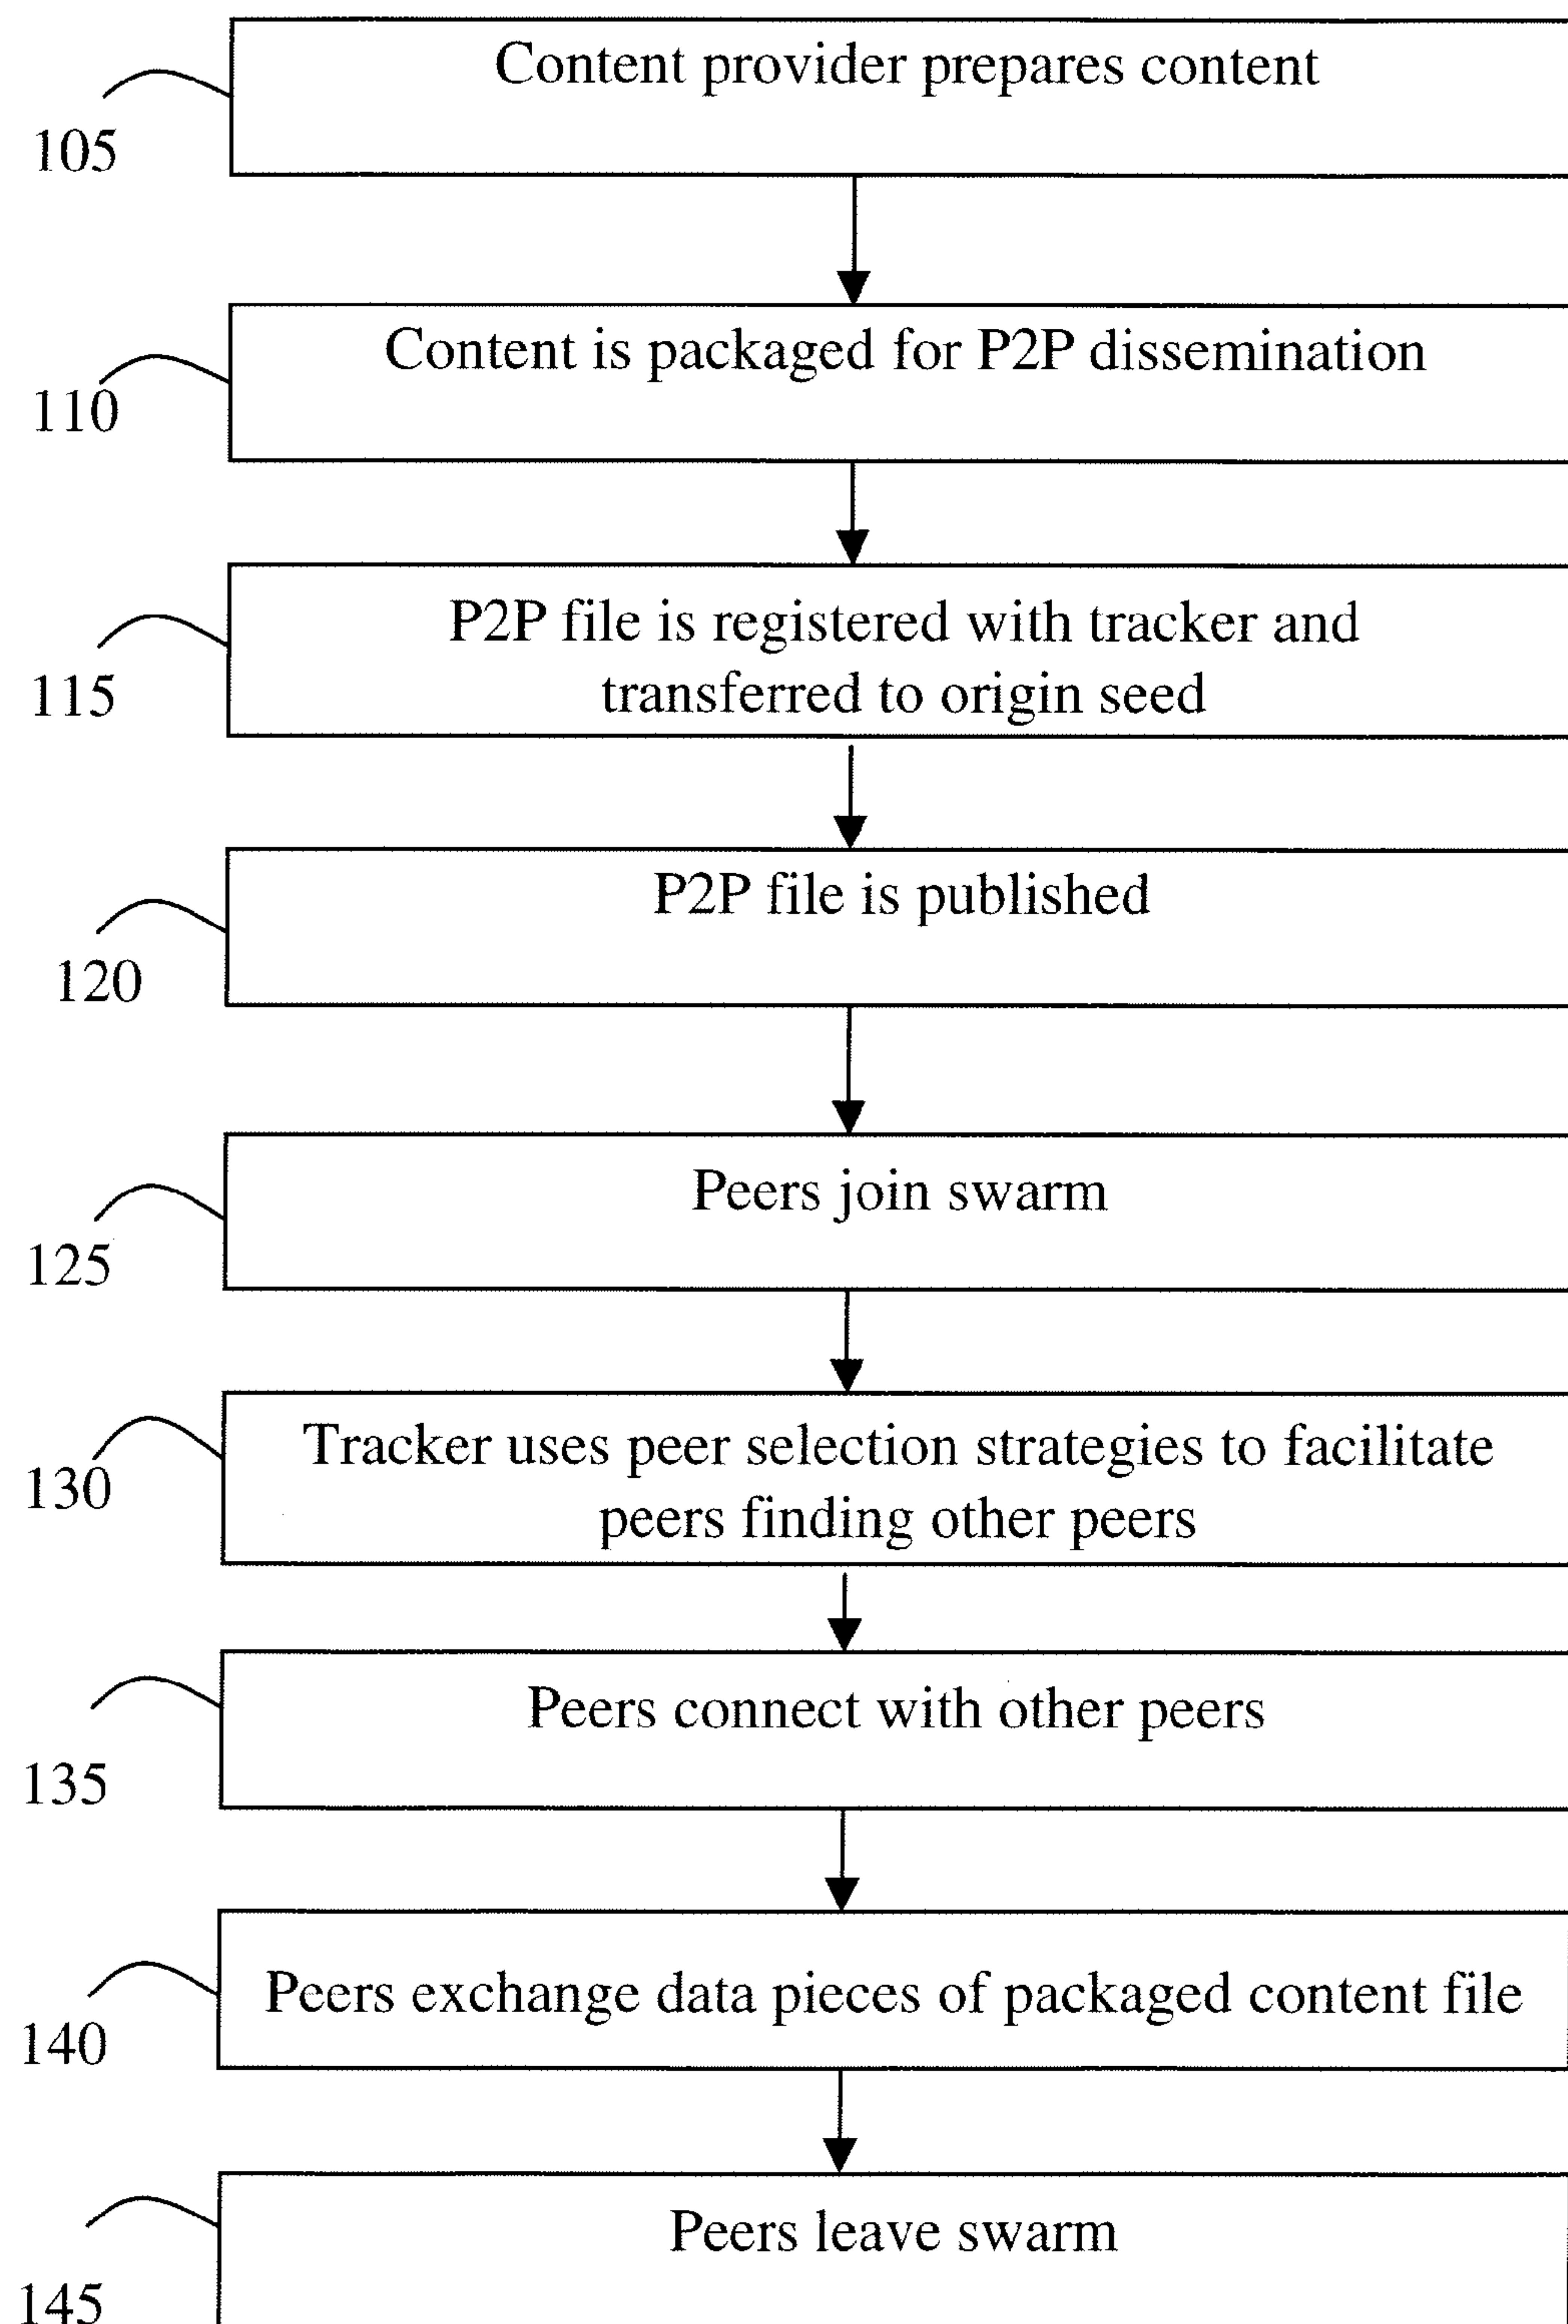 Content provider prepares content
105
Content is packaged for P2P dissemination
110
P2P file is registered with tracker and
transferred to origin seed
115
P2P file is published
120
Peers join swarm
125
Tracker uses peer selection strategies to facilitate
peers finding other peers
130
Peers connect with other peers
135
Peers exchange data pieces of packaged content file
140
Peers leave swarm
145